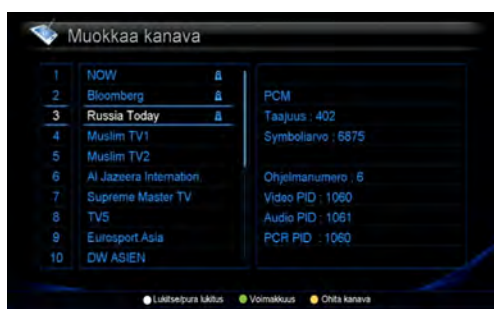 Muokkaa kanava
1 NOW
2 Bloomberg
3 Russia Today
4 Muslim TV1
5 Muslim TV2
6 Al Jazeera Internation.
7 Supreme Master TV
8 TV5
9 Eurosport Asia
10 DW ASIEN
PCM
Taajuus : 402
Symboliarvo : 6875
Ohjelmanumero : 6
Video PID : 1060
Audio PID : 1061
PCR PID : 1060
Lukitse/pura lukitus Voimakkuus Ohita kanava